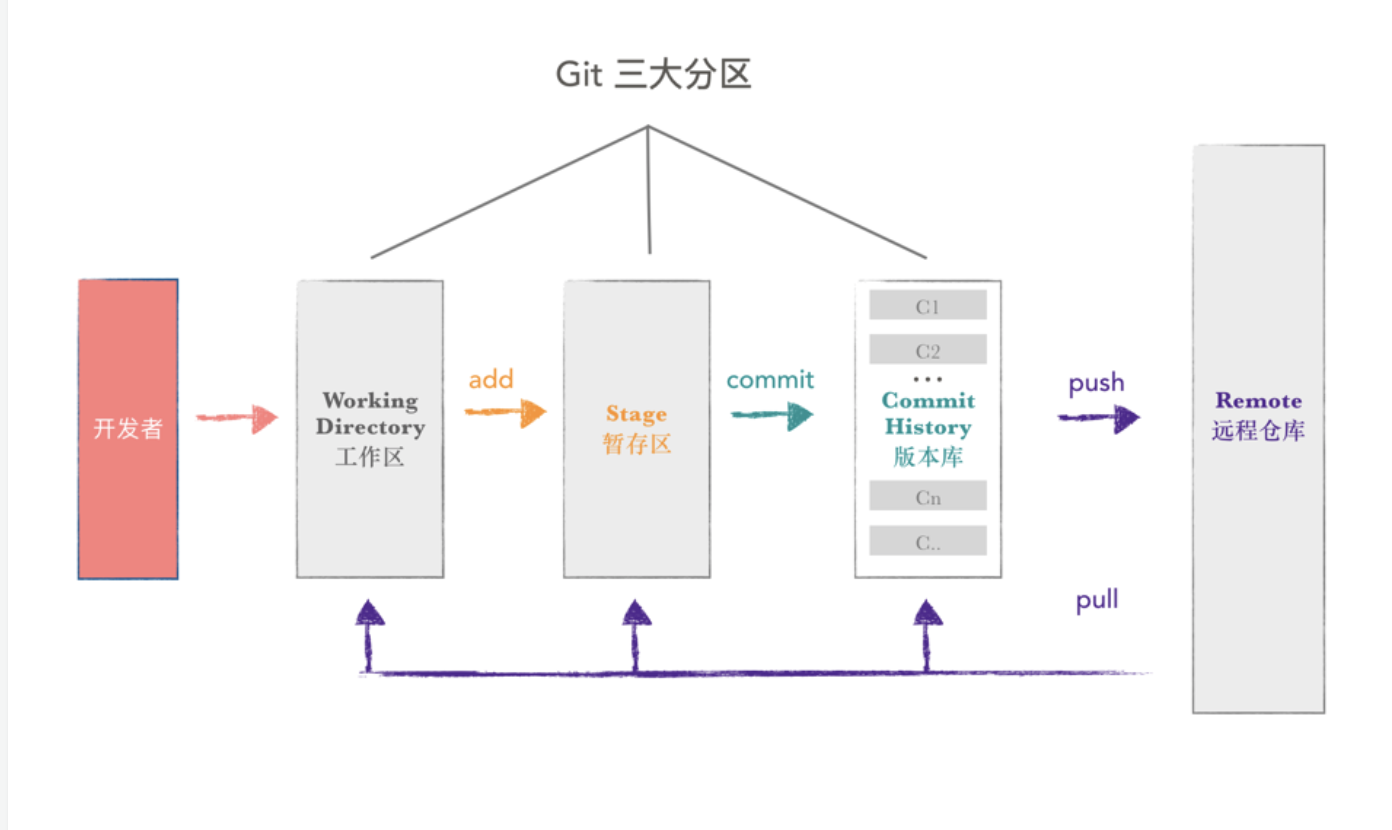 Git 三大分区
开发者
Working
Directory
工作区
add
Stage
暂存区
commit
C1
C2
...
Commit
History
版本库
Cn
C..
push
pull
Remote
远程仓库